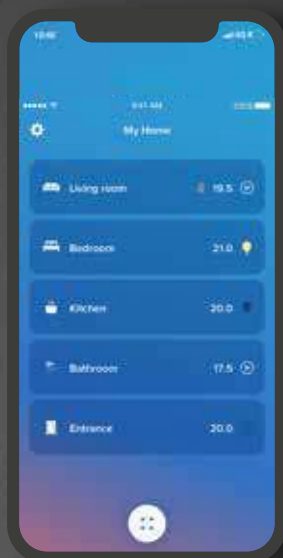 My Home
Living room 19.5
Bedroom 21.0
Kitchen 20.0
Bathroom 17.5
Entrance 20.0